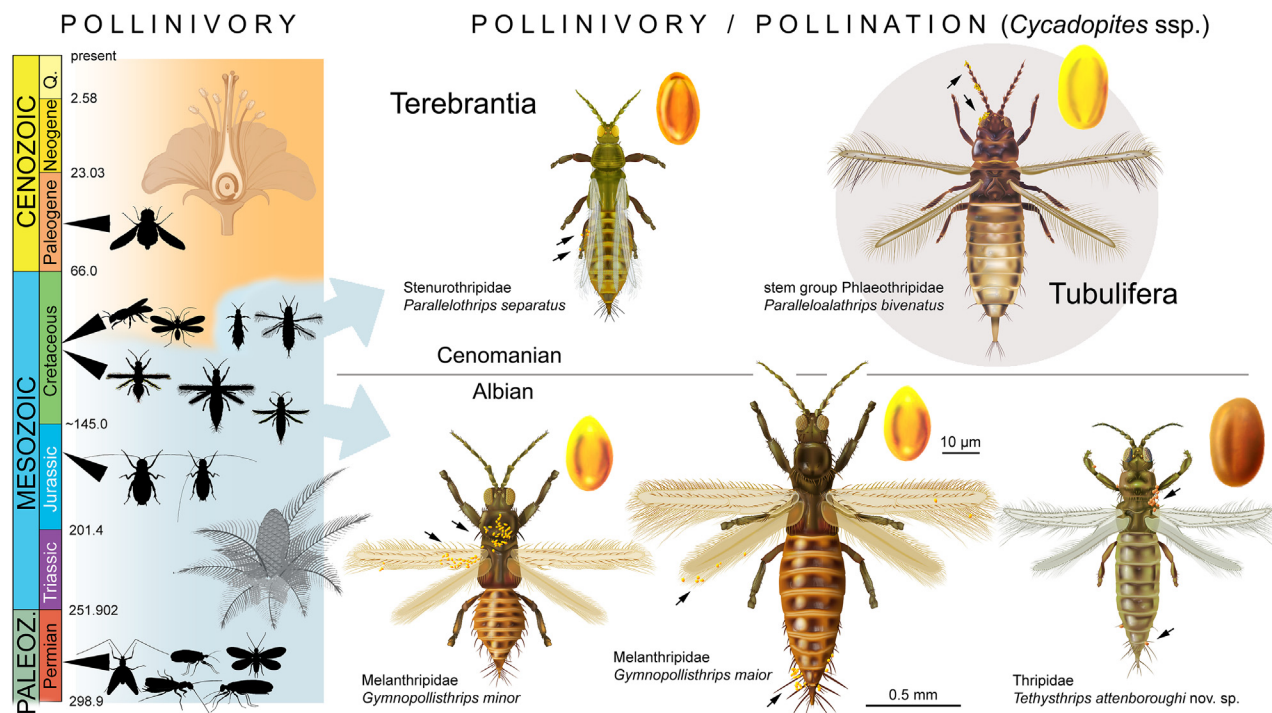 POLLINIVORY
POLLINIVORY / POLLINATION (Cycadopites ssp.)
present
CENOZOIC
Q.
2.58
Neogene
23.03
Paleogene
66.0
MESOZOIC
Cretaceous
~145.0
Jurassic
201.4
Triassic
251.902
PALEOZ.
Permian
298.9
Terebrantia
Stenurothripidae
Parallelothrips separatus
stem group Phlaeothripidae
Paralleloalathrips bivenatus
Tubulifera
Cenomanian
Albian
10 µm
Melanthripidae
Gymnopollisthrips minor
Melanthripidae
Gymnopollisthrips maior
0.5 mm
Thripidae
Tethysthrips attenboroughi nov. sp.